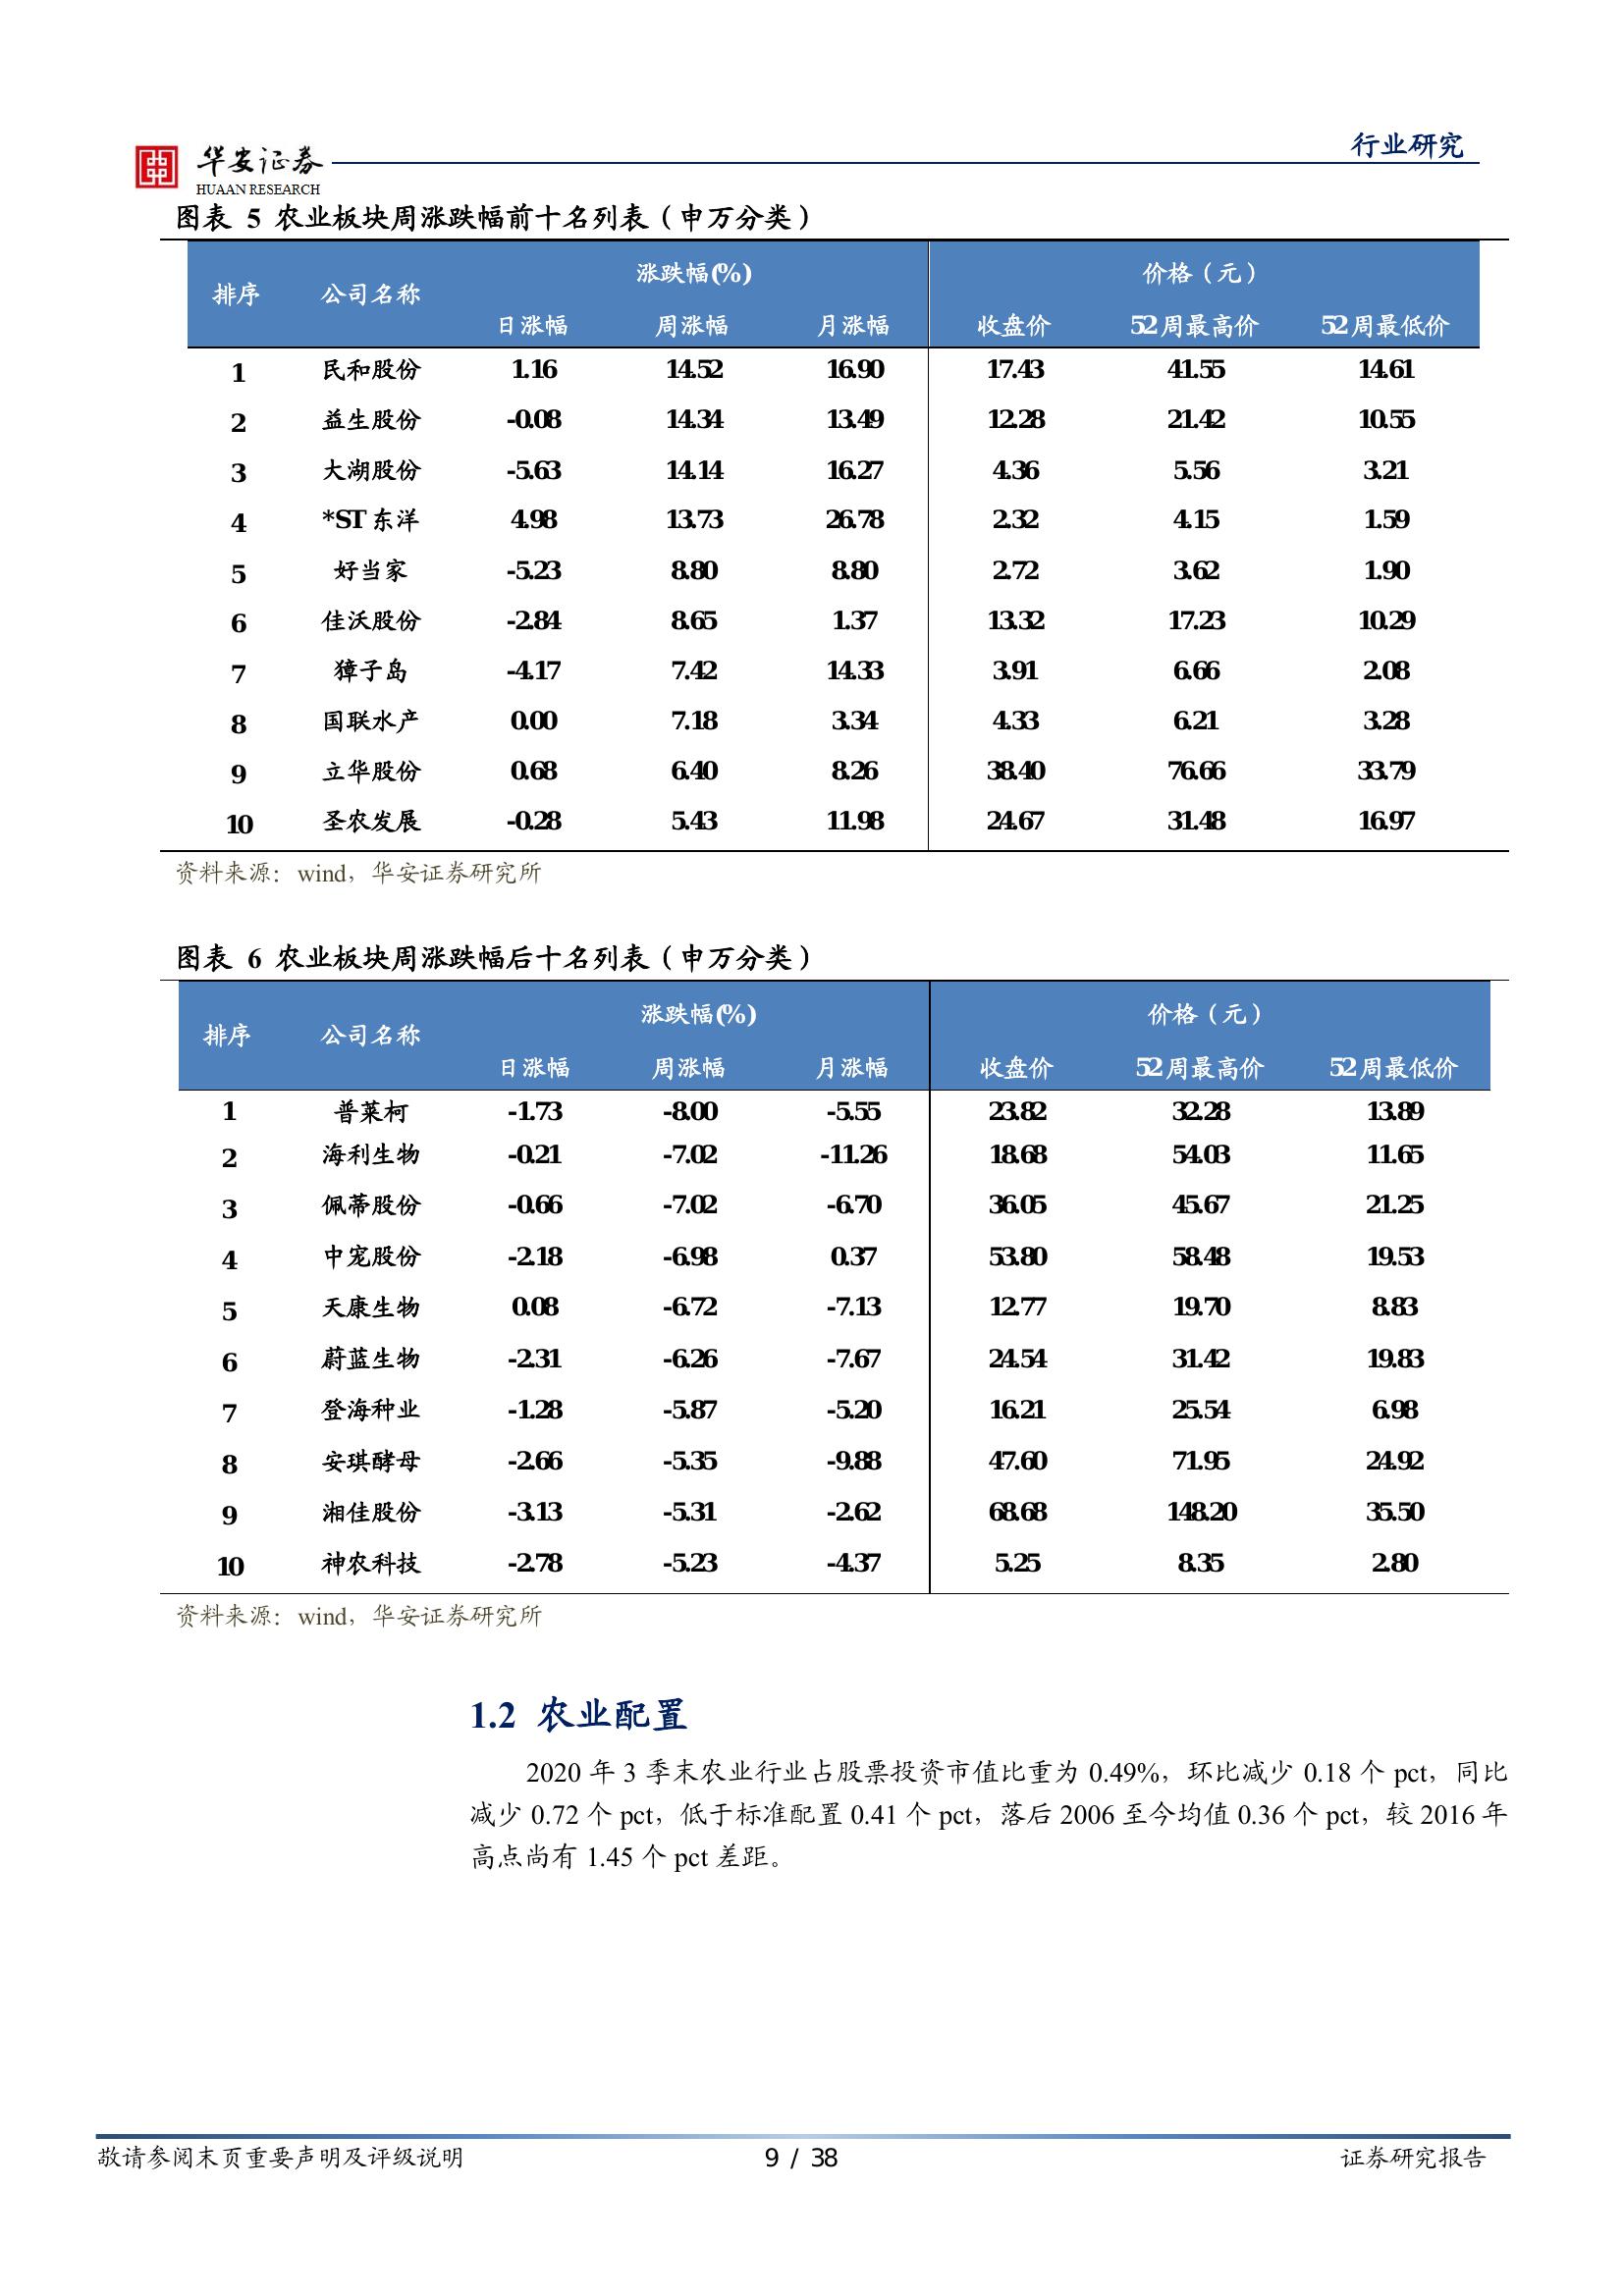 行业研究
华安证券
HUAAN RESEARCH
图表 5 农业板块周涨跌幅前十名列表（申万分类）
排序 公司名称 涨跌幅(%) 价格（元）
日涨幅 周涨幅 月涨幅 收盘价 52周最高价 52周最低价
1 民和股份 1.16 14.52 16.90 17.43 41.55 14.61
2 益生股份 -0.08 14.34 13.49 12.28 21.42 10.55
3 大湖股份 -5.63 14.14 16.27 4.36 5.56 3.21
4 *ST东洋 4.98 13.73 26.78 2.32 4.15 1.59
5 好当家 -5.23 8.80 8.80 2.72 3.62 1.90
6 佳沃股份 -2.84 8.65 1.37 13.32 17.23 10.29
7 獐子岛 -4.17 7.42 14.33 3.91 6.66 2.08
8 国联水产 0.00 7.18 3.34 4.33 6.21 3.28
9 立华股份 0.68 6.40 8.26 38.40 76.66 33.79
10 圣农发展 -0.28 5.43 11.98 24.67 31.48 16.97
资料来源：wind，华安证券研究所
图表 6 农业板块周涨跌幅后十名列表（申万分类）
排序 公司名称 涨跌幅(%) 价格（元）
日涨幅 周涨幅 月涨幅 收盘价 52周最高价 52周最低价
1 普莱柯 -1.73 -8.00 -5.55 23.82 32.28 13.89
2 海利生物 -0.21 -7.02 -11.26 18.68 54.03 11.65
3 佩蒂股份 -0.66 -7.02 -6.70 36.05 45.67 21.25
4 中宠股份 -2.18 -6.98 0.37 53.80 58.48 19.53
5 天康生物 0.08 -6.72 -7.13 12.77 19.70 8.83
6 蔚蓝生物 -2.31 -6.26 -7.67 24.54 31.42 19.83
7 登海种业 -1.28 -5.87 -5.20 16.21 25.54 6.98
8 安琪酵母 -2.66 -5.35 -9.88 47.60 71.95 24.92
9 湘佳股份 -3.13 -5.31 -2.62 68.68 148.20 35.50
10 神农科技 -2.78 -5.23 -4.37 5.25 8.35 2.80
资料来源：wind，华安证券研究所
1.2 农业配置
2020 年 3 季末农业行业占股票投资市值比重为 0.49%，环比减少 0.18 个 pct，同比
减少 0.72 个 pct，低于标准配置 0.41 个 pct，落后 2006 至今均值 0.36 个 pct，较 2016 年
高点尚有 1.45 个 pct 差距。
敬请参阅末页重要声明及评级说明 9 / 38 证券研究报告